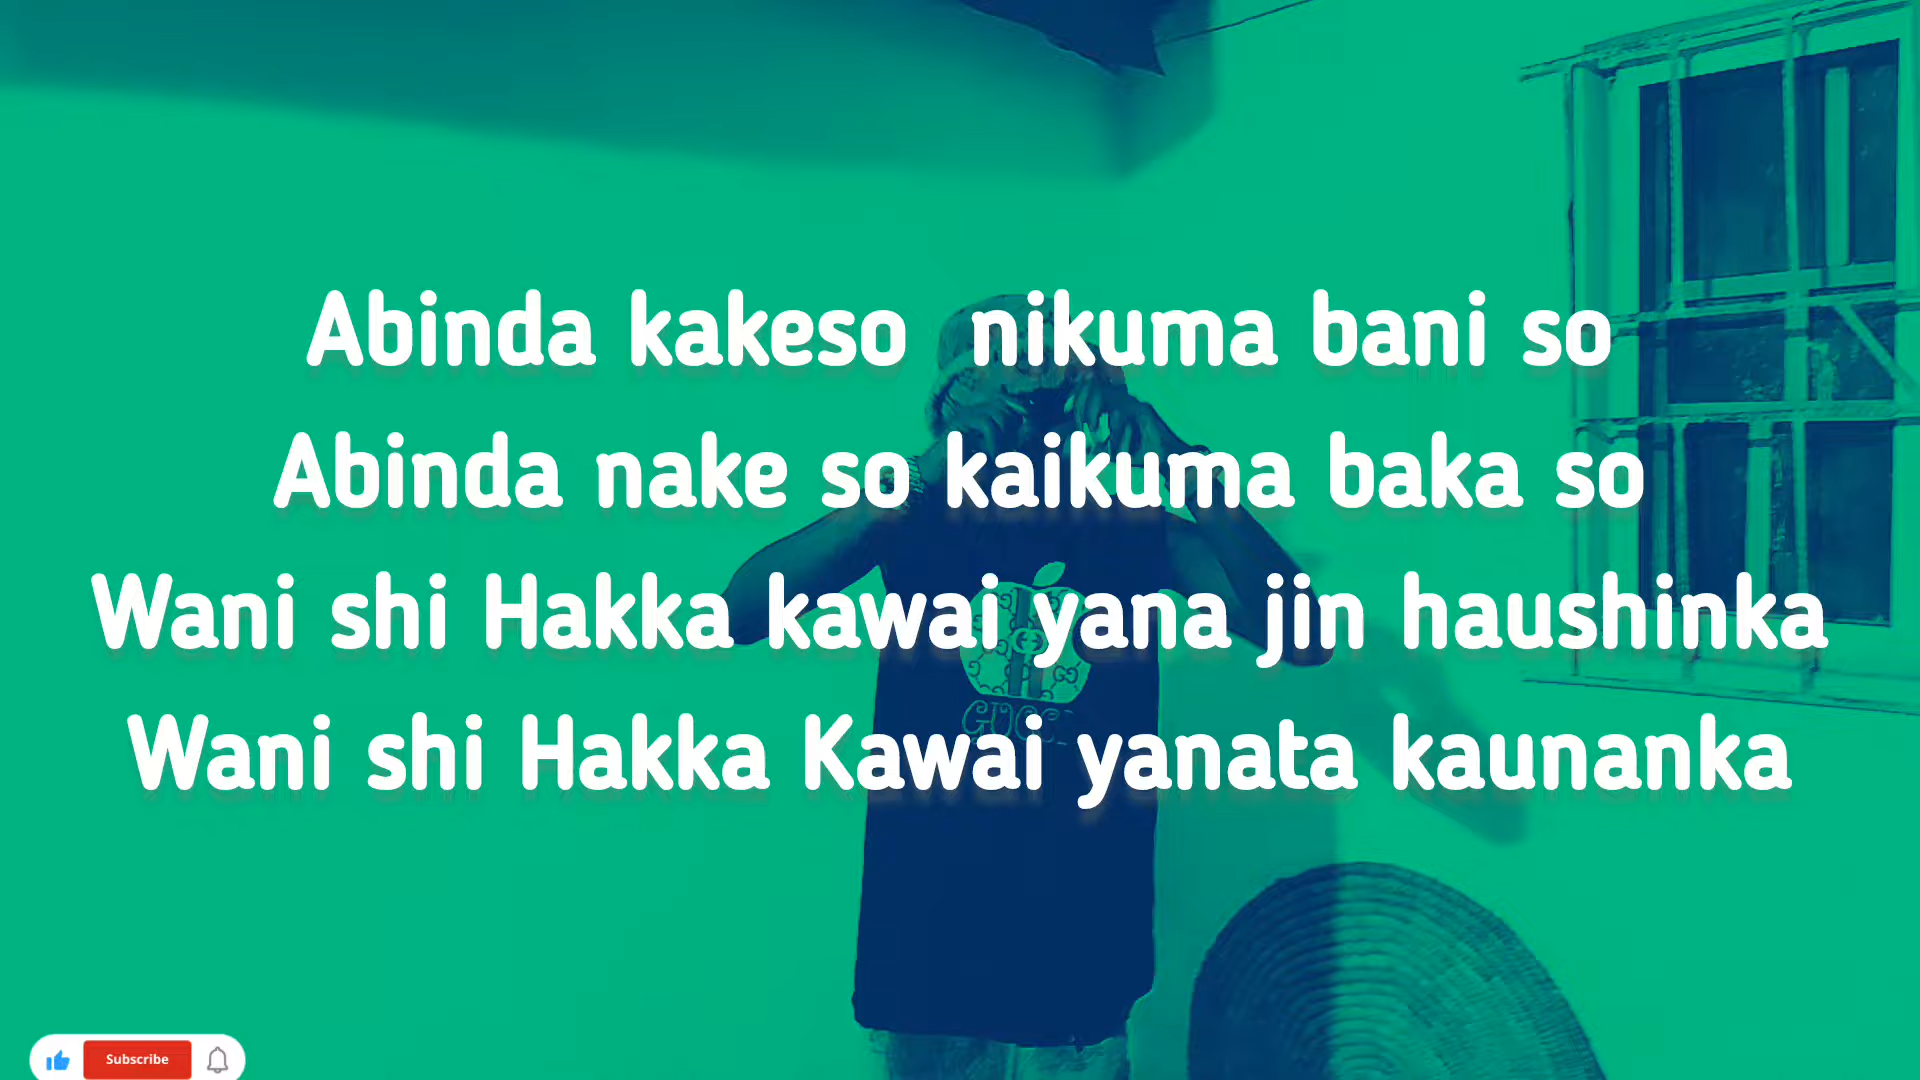 Abinda kakeso nikuma bani so
Abinda nake so kaikuma baka so
Wani shi Hakka kawai yana jin haushinka
Wani shi Hakka Kawai yanata kaunanka
Subscribe